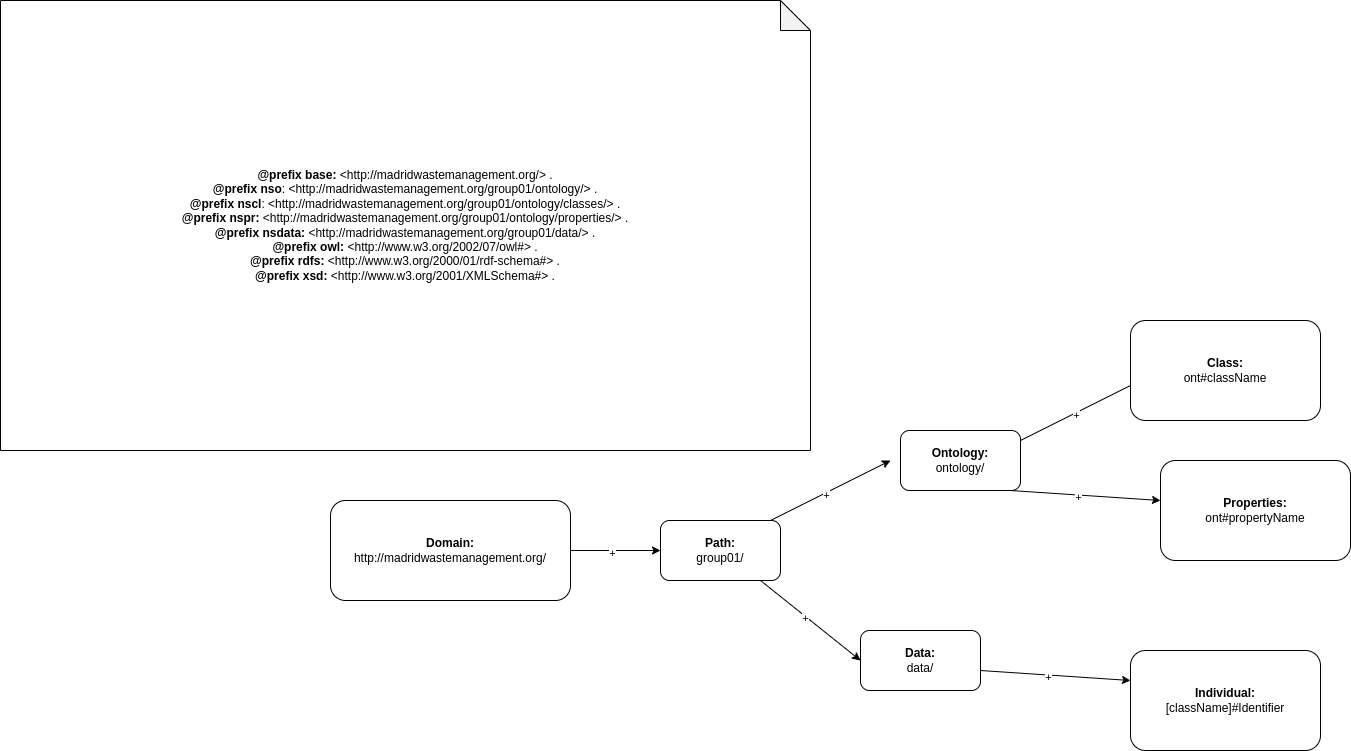 @prefix base: <http://madridwastemanagement.org/> .
@prefix nso: <http://madridwastemanagement.org/group01/ontology/> .
@prefix nscl: <http://madridwastemanagement.org/group01/ontology/classes/> .
@prefix nspr: <http://madridwastemanagement.org/group01/ontology/properties/> .
@prefix nsdata: <http://madridwastemanagement.org/group01/data/> .
@prefix owl: <http://www.w3.org/2002/07/owl#> .
@prefix rdfs: <http://www.w3.org/2000/01/rdf-schema#> .
@prefix xsd: <http://www.w3.org/2001/XMLSchema#> .
Domain:
http://madridwastemanagement.org/
+
Path:
group01/
+
Ontology:
ontology/
+
Class:
ont#className
+
Properties:
ont#propertyName
+
Data:
data/
+
Individual:
[className]#Identifier